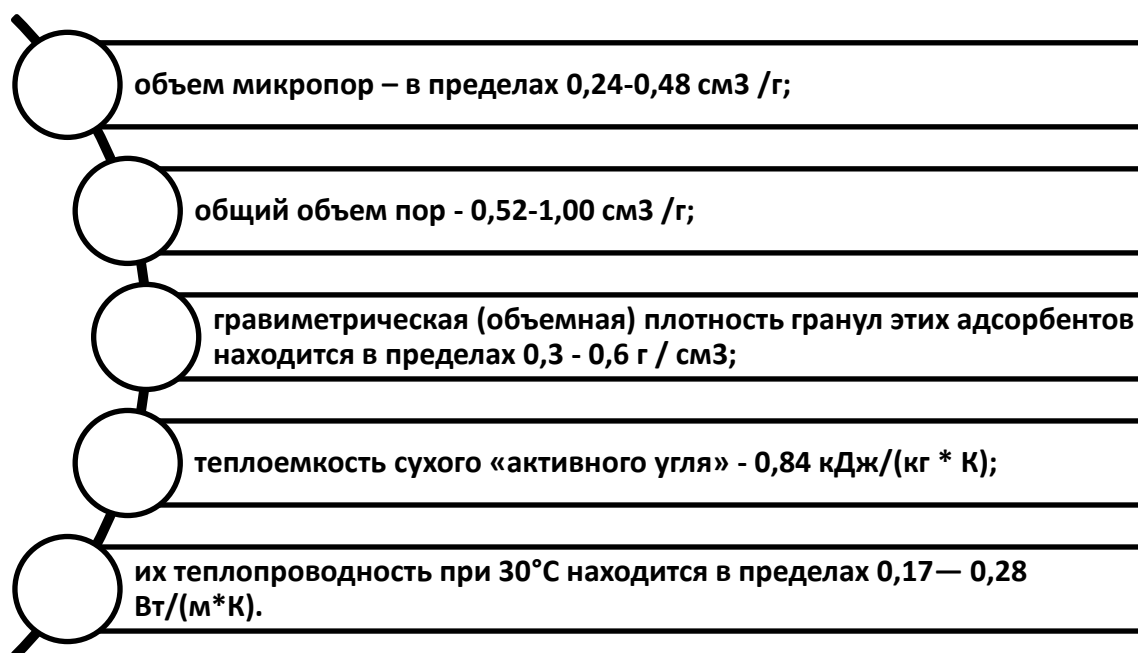 объем микропор – в пределах 0,24-0,48 см3 /г;
общий объем пор - 0,52-1,00 см3 /г;
гравиметрическая (объемная) плотность гранул этих адсорбентов
находится в пределах 0,3 - 0,6 г / см3;
теплоемкость сухого «активного угля» - 0,84 кДж/(кг * К);
их теплопроводность при 30°C находится в пределах 0,17— 0,28
Вт/(м*К).